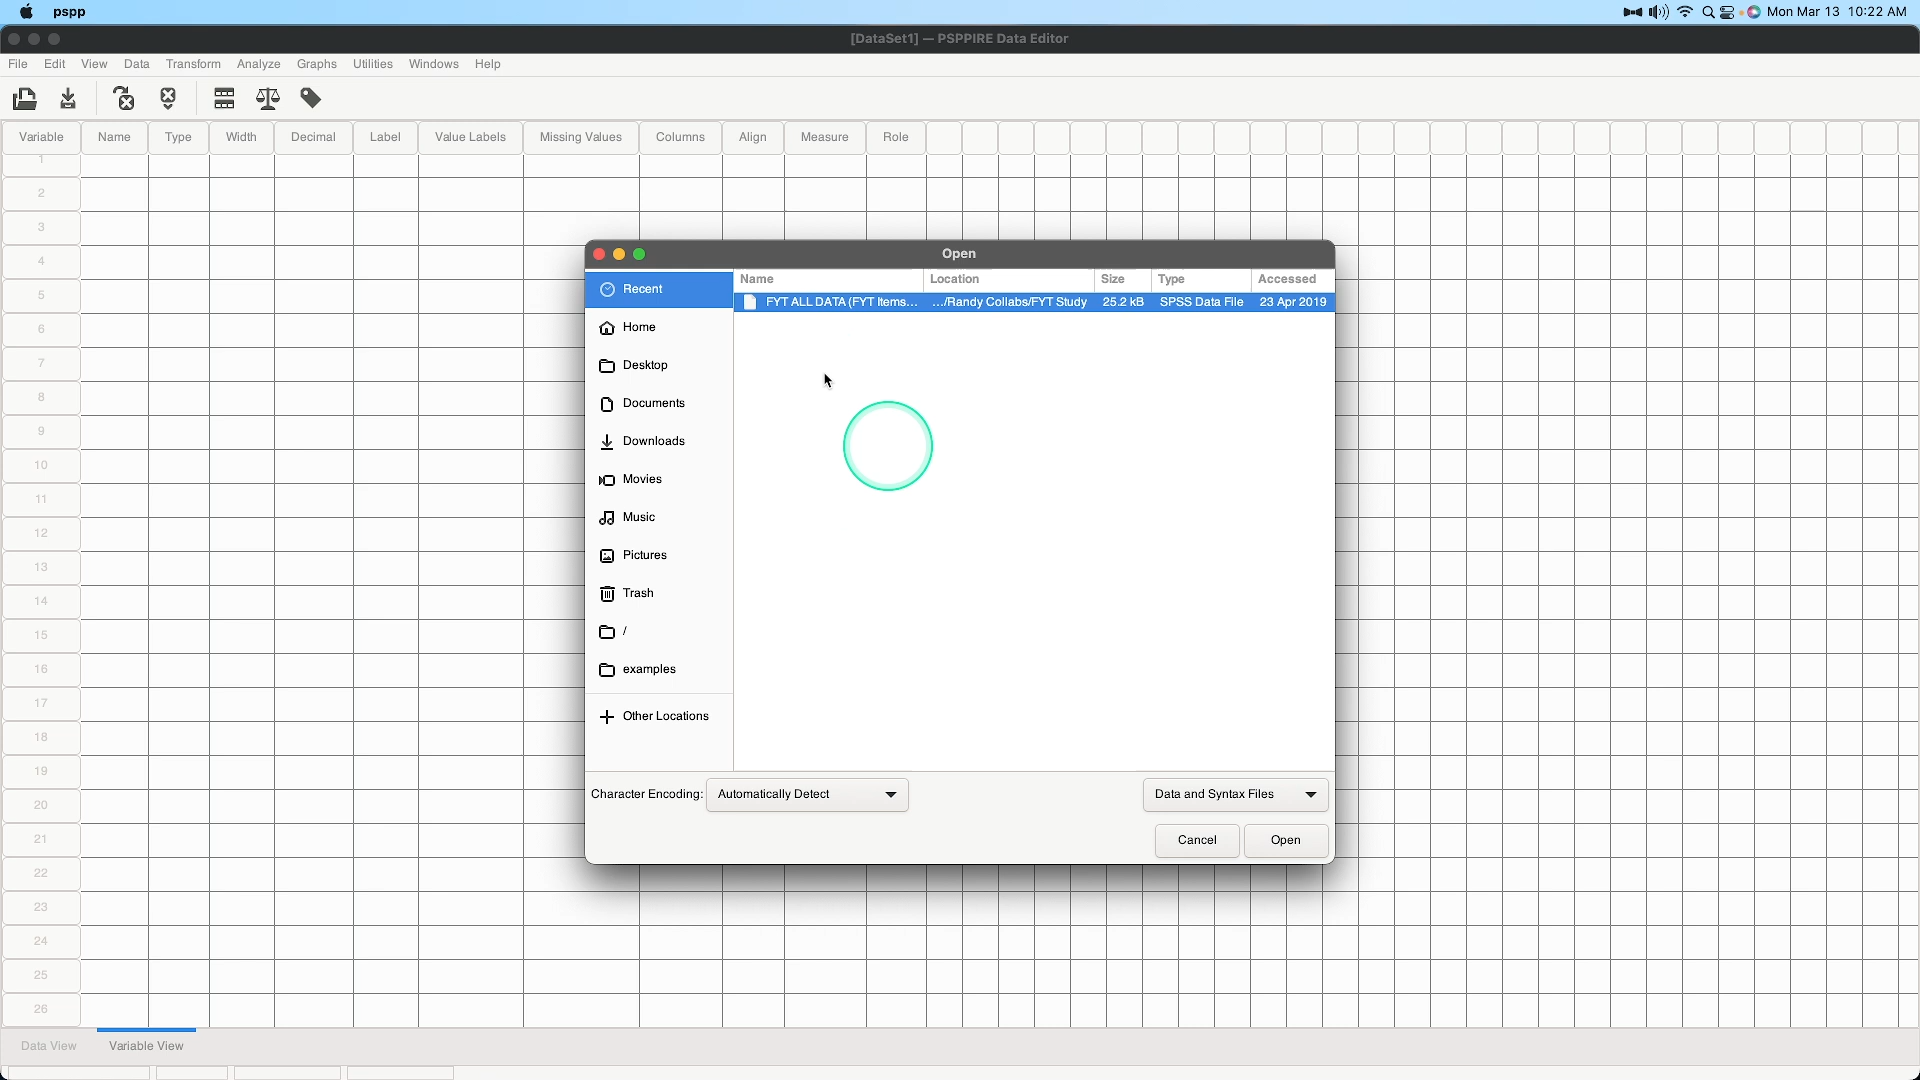 pspp
Mon Mar 13 10:22 AM
[DataSet1] — PSPPIRE Data Editor
File Edit View Data Transform Analyze Graphs Utilities Windows Help
Variable Name Type Width Decimal Label Value Labels Missing Values Columns Align Measure Role
1
2
3
4
5
6
7
8
9
10
11
12
13
14
15
16
17
18
19
20
21
22
23
24
25
26
Open
Name Location Size Type Accessed
FYT ALL DATA (FYT Items... .../Randy Collabs/FYT Study 25.2 kB SPSS Data File 23 Apr 2019
Recent
Home
Desktop
Documents
Downloads
Movies
Music
Pictures
Trash
/
examples
Other Locations
Character Encoding: Automatically Detect Data and Syntax Files
Cancel Open
Data View Variable View